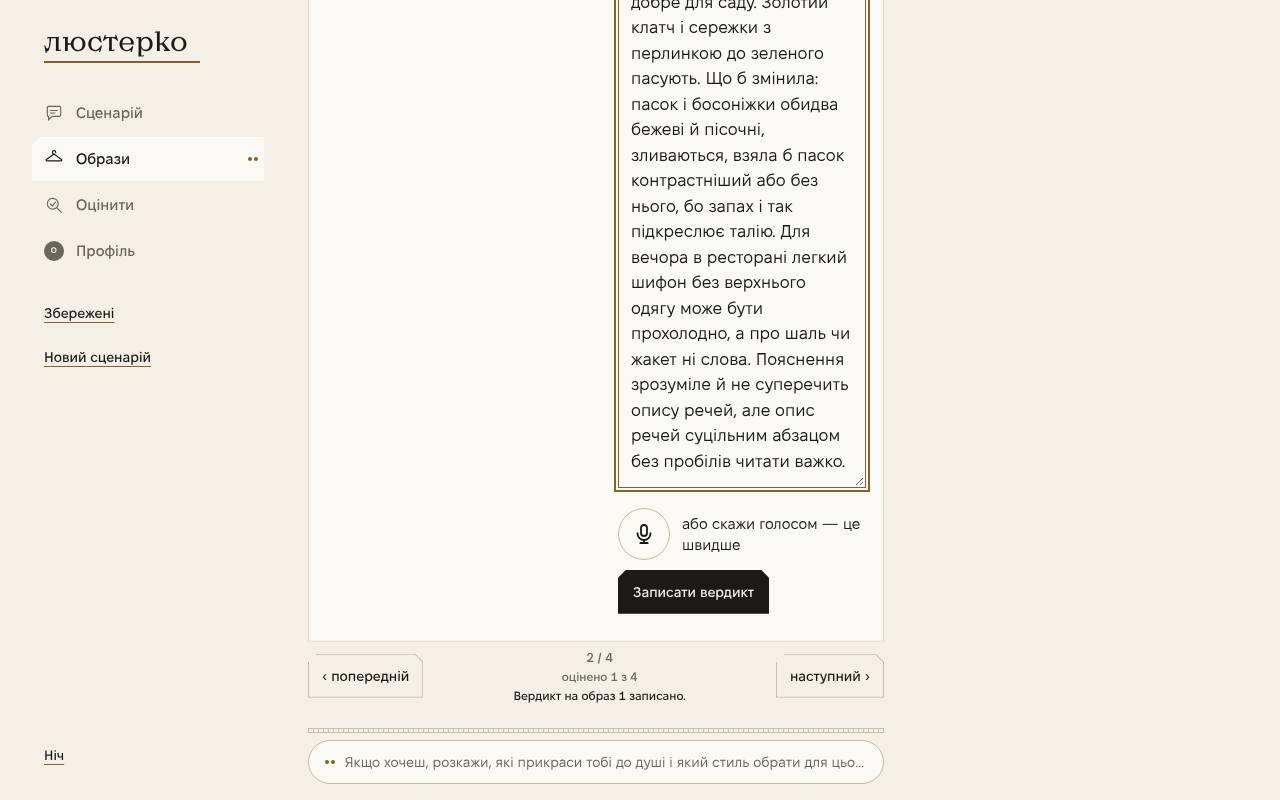 люстерко
Сценарій
Образи
Оцінити
О
Профіль
Збережені
Новий сценарій
Ніч
добре для саду. Золотий
клатч і сережки з
перлинкою до зеленого
пасують. Що б змінила:
пасок і босоніжки обидва
бежеві й пісочні,
зливаються, взяла б пасок
контрастніший або без
нього, бо запах і так
підкреслює талію. Для
вечора в ресторані легкий
шифон без верхнього
одягу може бути
прохолодно, а про шаль чи
жакет ні слова. Пояснення
зрозуміле й не суперечить
опису речей, але опис
речей суцільним абзацом
без пробілів читати важко.
або скажи голосом — це
швидше
Записати вердикт
‹ попередній
2 / 4
оцінено 1 з 4
Вердикт на образ 1 записано.
наступний ›
Якщо хочеш, розкажи, які прикраси тобі до душі і який стиль обрати для цьо...